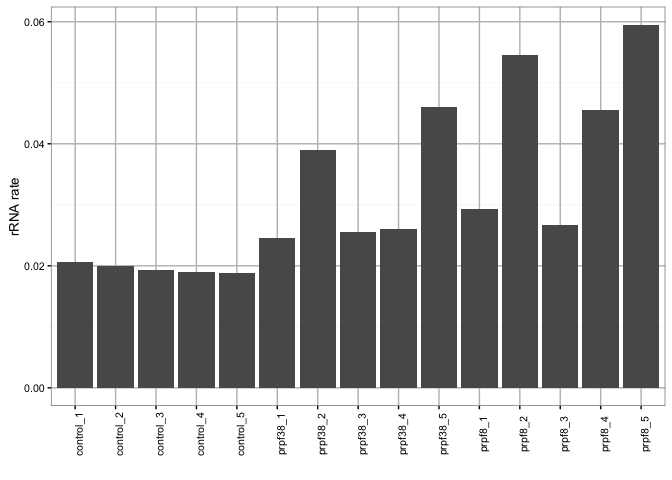 rRNA rate
0.06
0.04
0.02
0.00
control_1
control_2
control_3
control_4
control_5
prpf38_1
prpf38_2
prpf38_3
prpf38_4
prpf38_5
prpf8_1
prpf8_2
prpf8_3
prpf8_4
prpf8_5